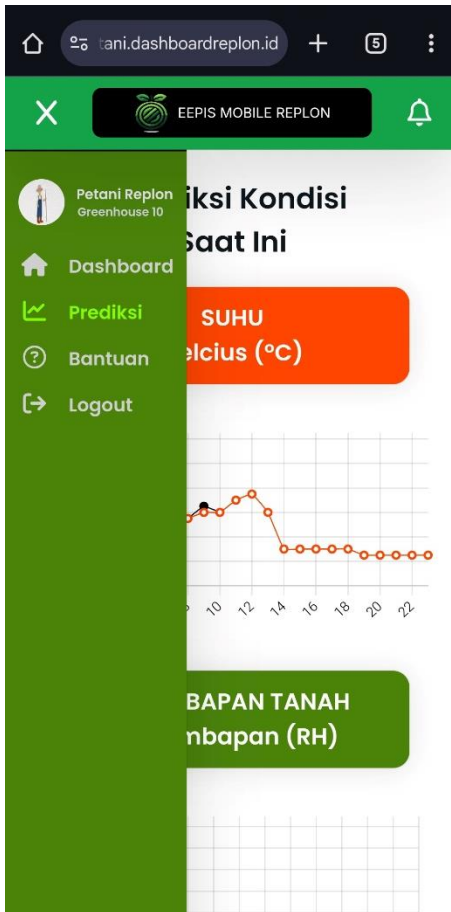 tani.dashboardreplon.id
5
EEPIS MOBILE REPLON
Petani Replon
Greenhouse 10
Dashboard
Prediksi
Bantuan
Logout
iksi Kondisi
Saat Ini
SUHU
elcius (°C)
10 12 14 16 18 20 22
BAPAN TANAH
mbapan (RH)